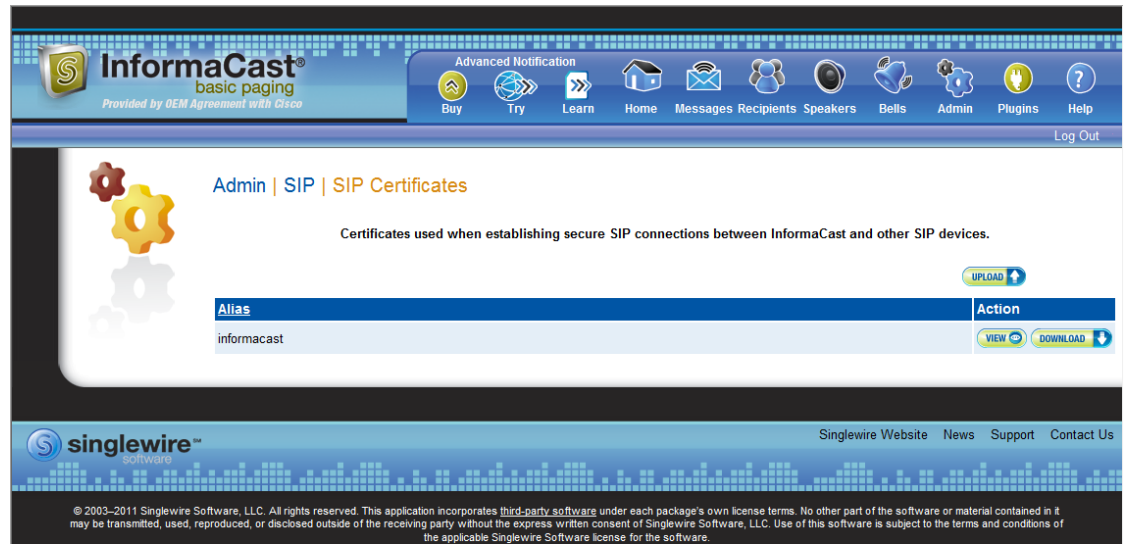 InformaCast®
basic paging
Provided by OEM Agreement with Cisco
Advanced Notification
Buy Try Learn Home Messages Recipients Speakers Bells Admin Plugins Help
Log Out
Admin | SIP | SIP Certificates
Certificates used when establishing secure SIP connections between InformaCast and other SIP devices.
UPLOAD
Alias Action
informacast VIEW DOWNLOAD
singlewire℠
software
Singlewire Website News Support Contact Us
© 2003–2011 Singlewire Software, LLC. All rights reserved. This application incorporates third-party software under each package's own license terms. No other part of the software or material contained in it
may be transmitted, used, reproduced, or disclosed outside of the receiving party without the express written consent of Singlewire Software, LLC. Use of this software is subject to the terms and conditions of
the applicable Singlewire Software license for the software.